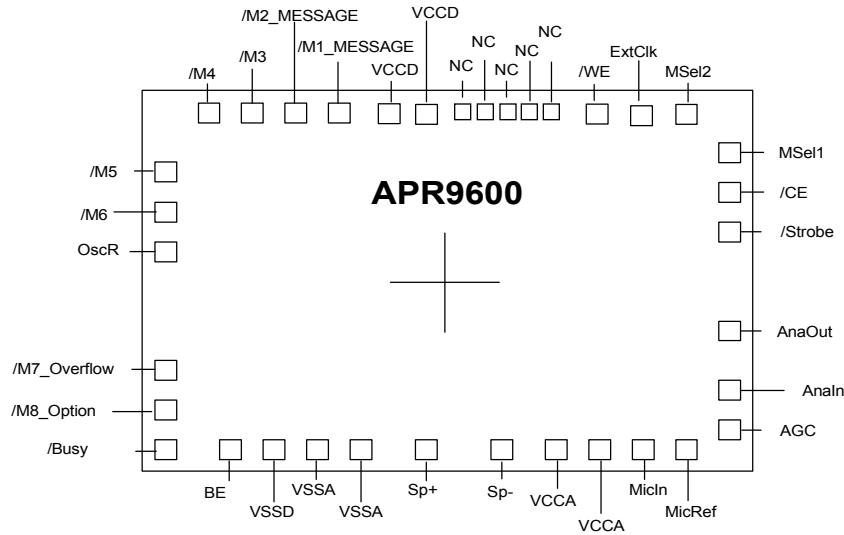 /M2_MESSAGE
VCCD
NC
NC
NC
/M1_MESSAGE
NC
/M3
ExtClk
/M4
VCCD
NC
/WE
MSel2
MSel1
/M5
APR9600
/CE
/M6
/Strobe
OscR
AnaOut
/M7_Overflow
AnaIn
/M8_Option
AGC
/Busy
BE
VSSD
VSSA
VSSA
Sp+
Sp-
VCCA
VCCA
MicIn
MicRef